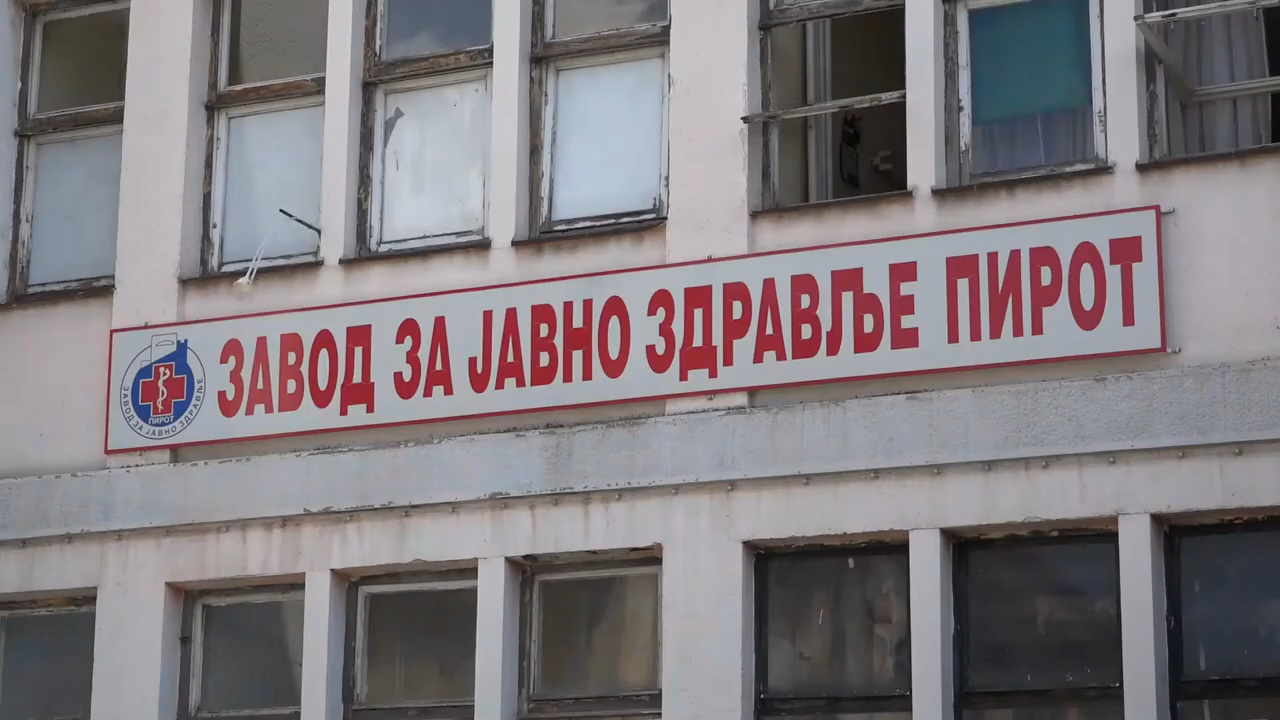 ЗАВОД ЗА ЈАВНО ЗДРАВЉЕ ПИРОТ
ПИРОТ
ЗАВОД ЗА ЈАВНО ЗДРАВЉЕ